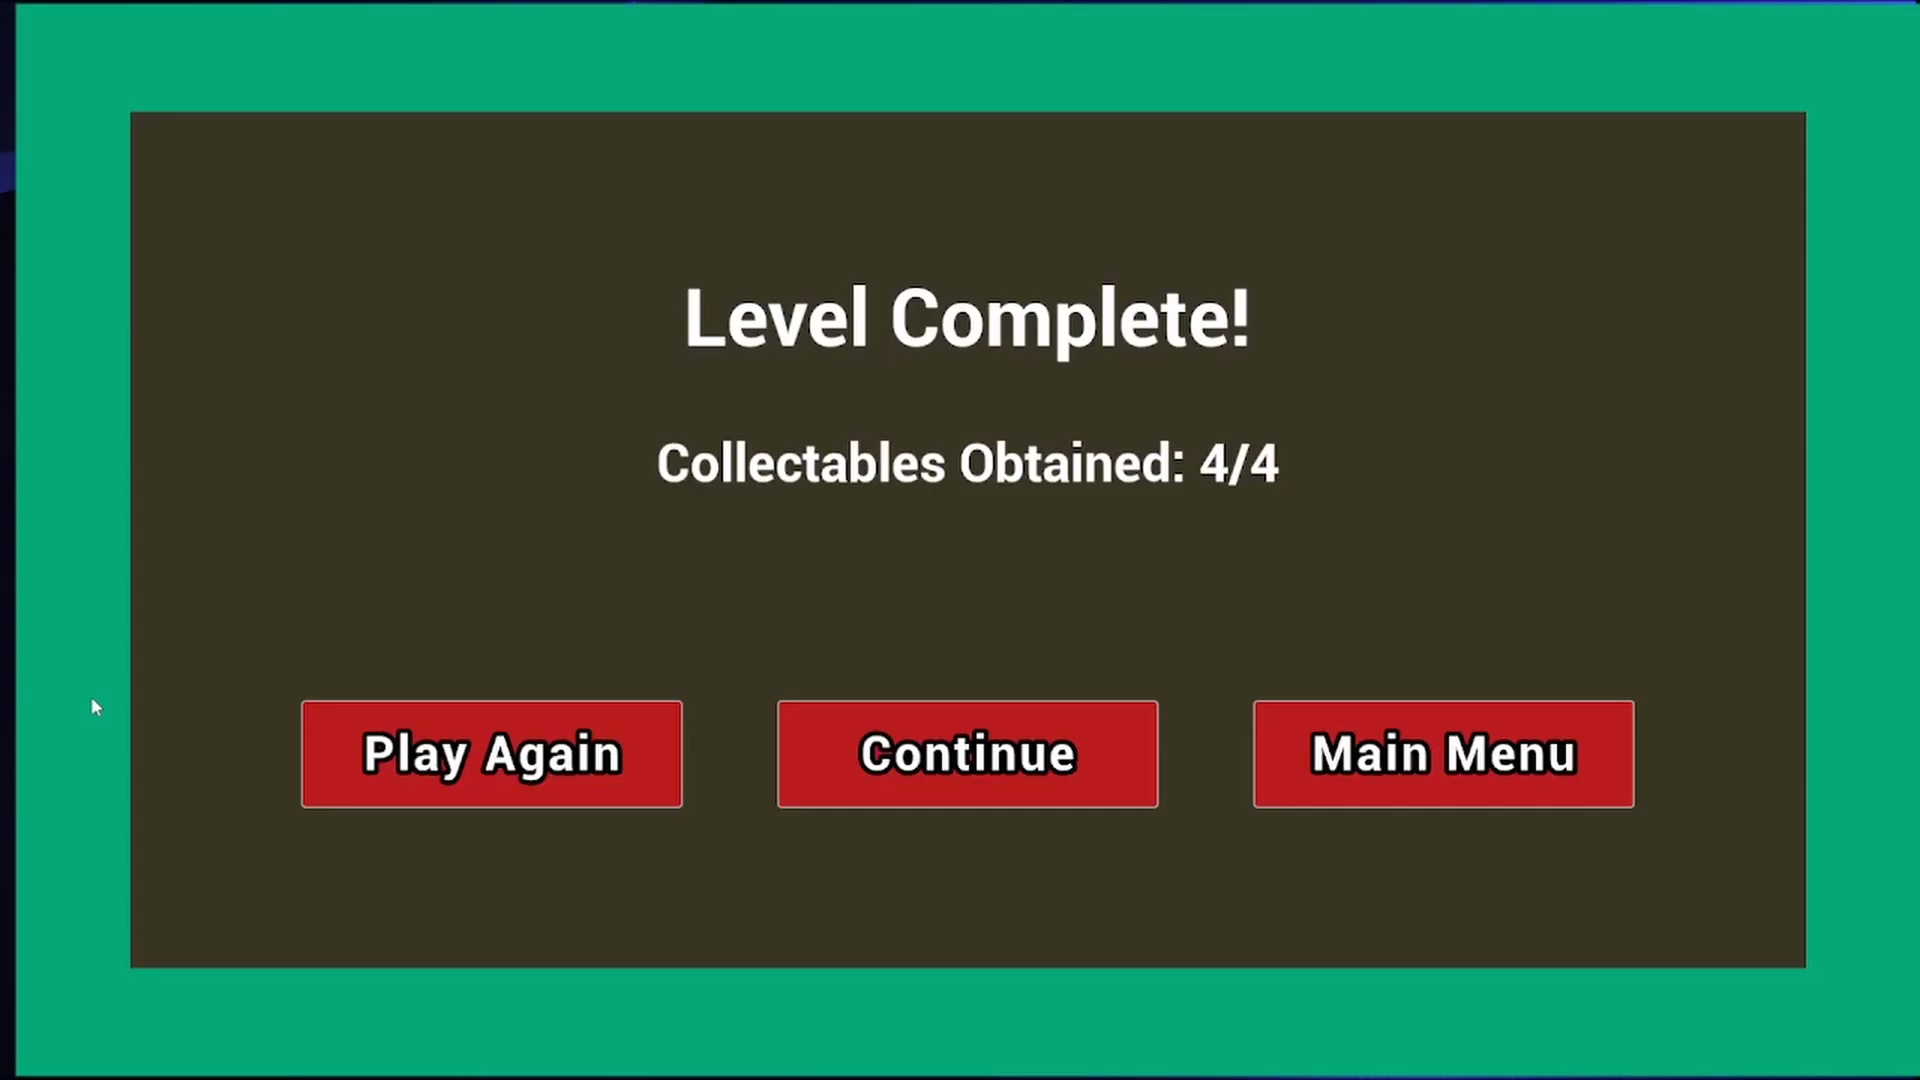 Level Complete!
Collectables Obtained: 4/4
Play Again
Continue
Main Menu